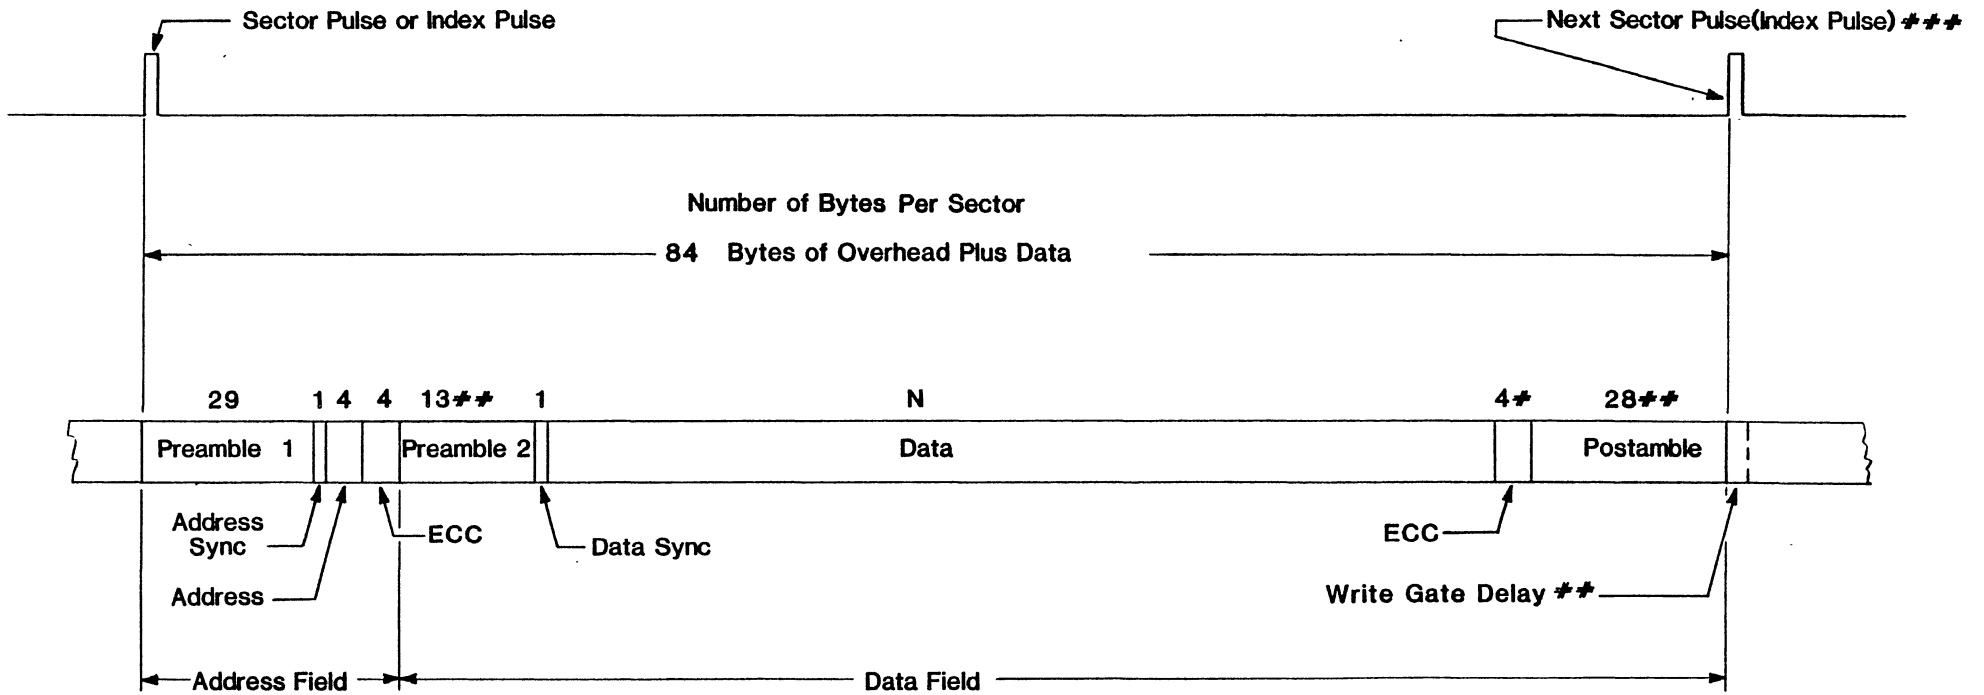 Sector Pulse or Index Pulse
Next Sector Pulse(Index Pulse) ###
Number of Bytes Per Sector
84 Bytes of Overhead Plus Data
29 1 4 4 13## 1 N 4# 28##
Preamble 1 Preamble 2 Data Postamble
Address
Sync
ECC
Data Sync
ECC
Address
Write Gate Delay ##
Address Field
Data Field